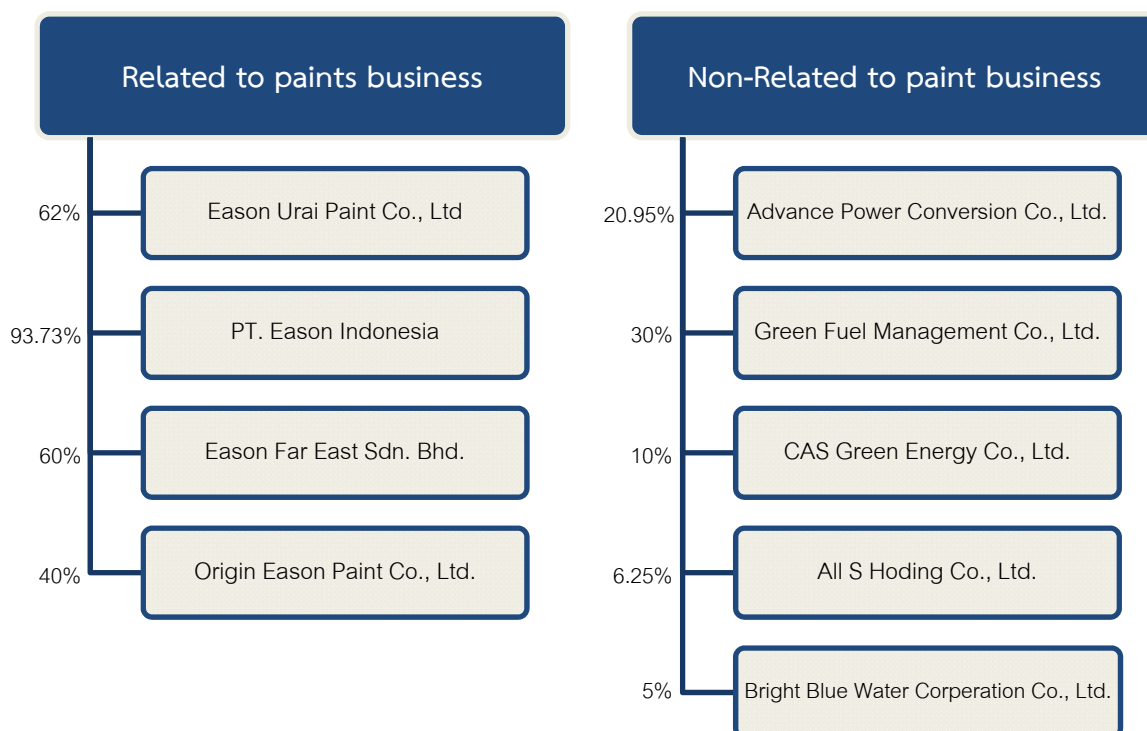 Related to paints business
62%
Eason Urai Paint Co., Ltd
93.73%
PT. Eason Indonesia
60%
Eason Far East Sdn. Bhd.
40%
Origin Eason Paint Co., Ltd.
Non-Related to paint business
20.95%
Advance Power Conversion Co., Ltd.
30%
Green Fuel Management Co., Ltd.
10%
CAS Green Energy Co., Ltd.
6.25%
All S Hoding Co., Ltd.
5%
Bright Blue Water Corperation Co., Ltd.